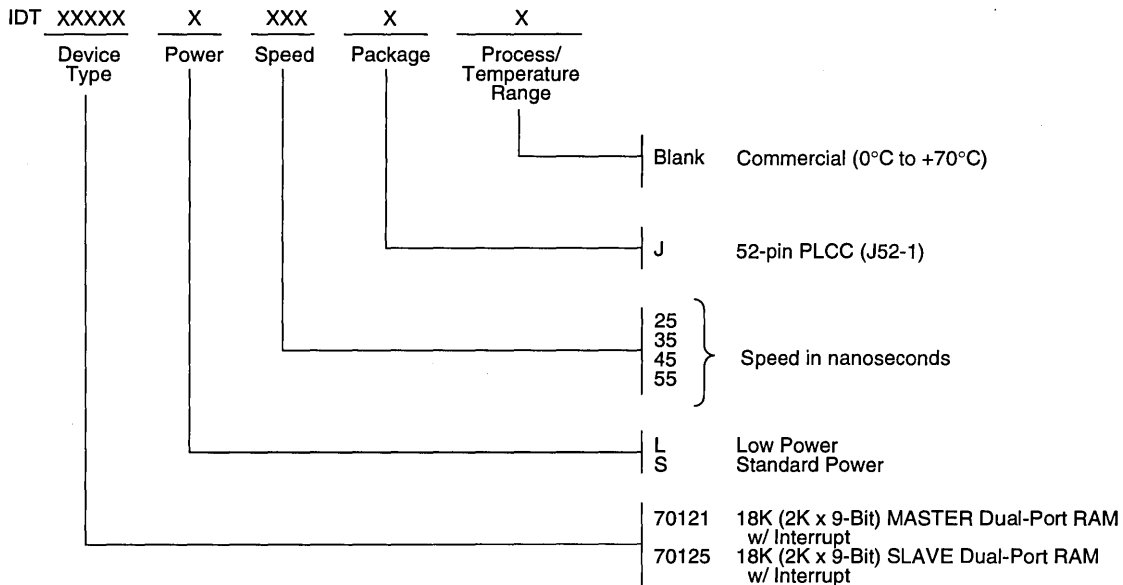 IDT XXXXX X XXX X X
Device Type Power Speed Package Process/ Temperature Range
Blank Commercial (0°C to +70°C)
J 52-pin PLCC (J52-1)
25
35
45
55
Speed in nanoseconds
L Low Power
S Standard Power
70121 18K (2K x 9-Bit) MASTER Dual-Port RAM
w/ Interrupt
70125 18K (2K x 9-Bit) SLAVE Dual-Port RAM
w/ Interrupt